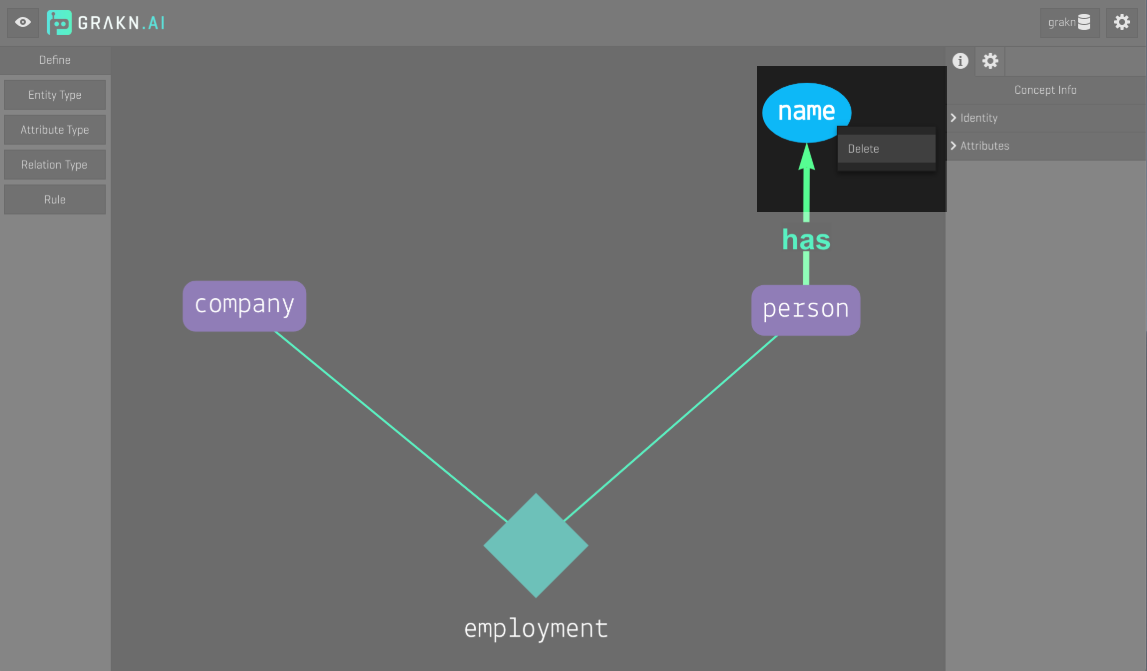 GRAKN.AI
grakn
Define
Entity Type
Attribute Type
Relation Type
Rule
name
Delete
has
company
person
employment
Concept Info
Identity
Attributes